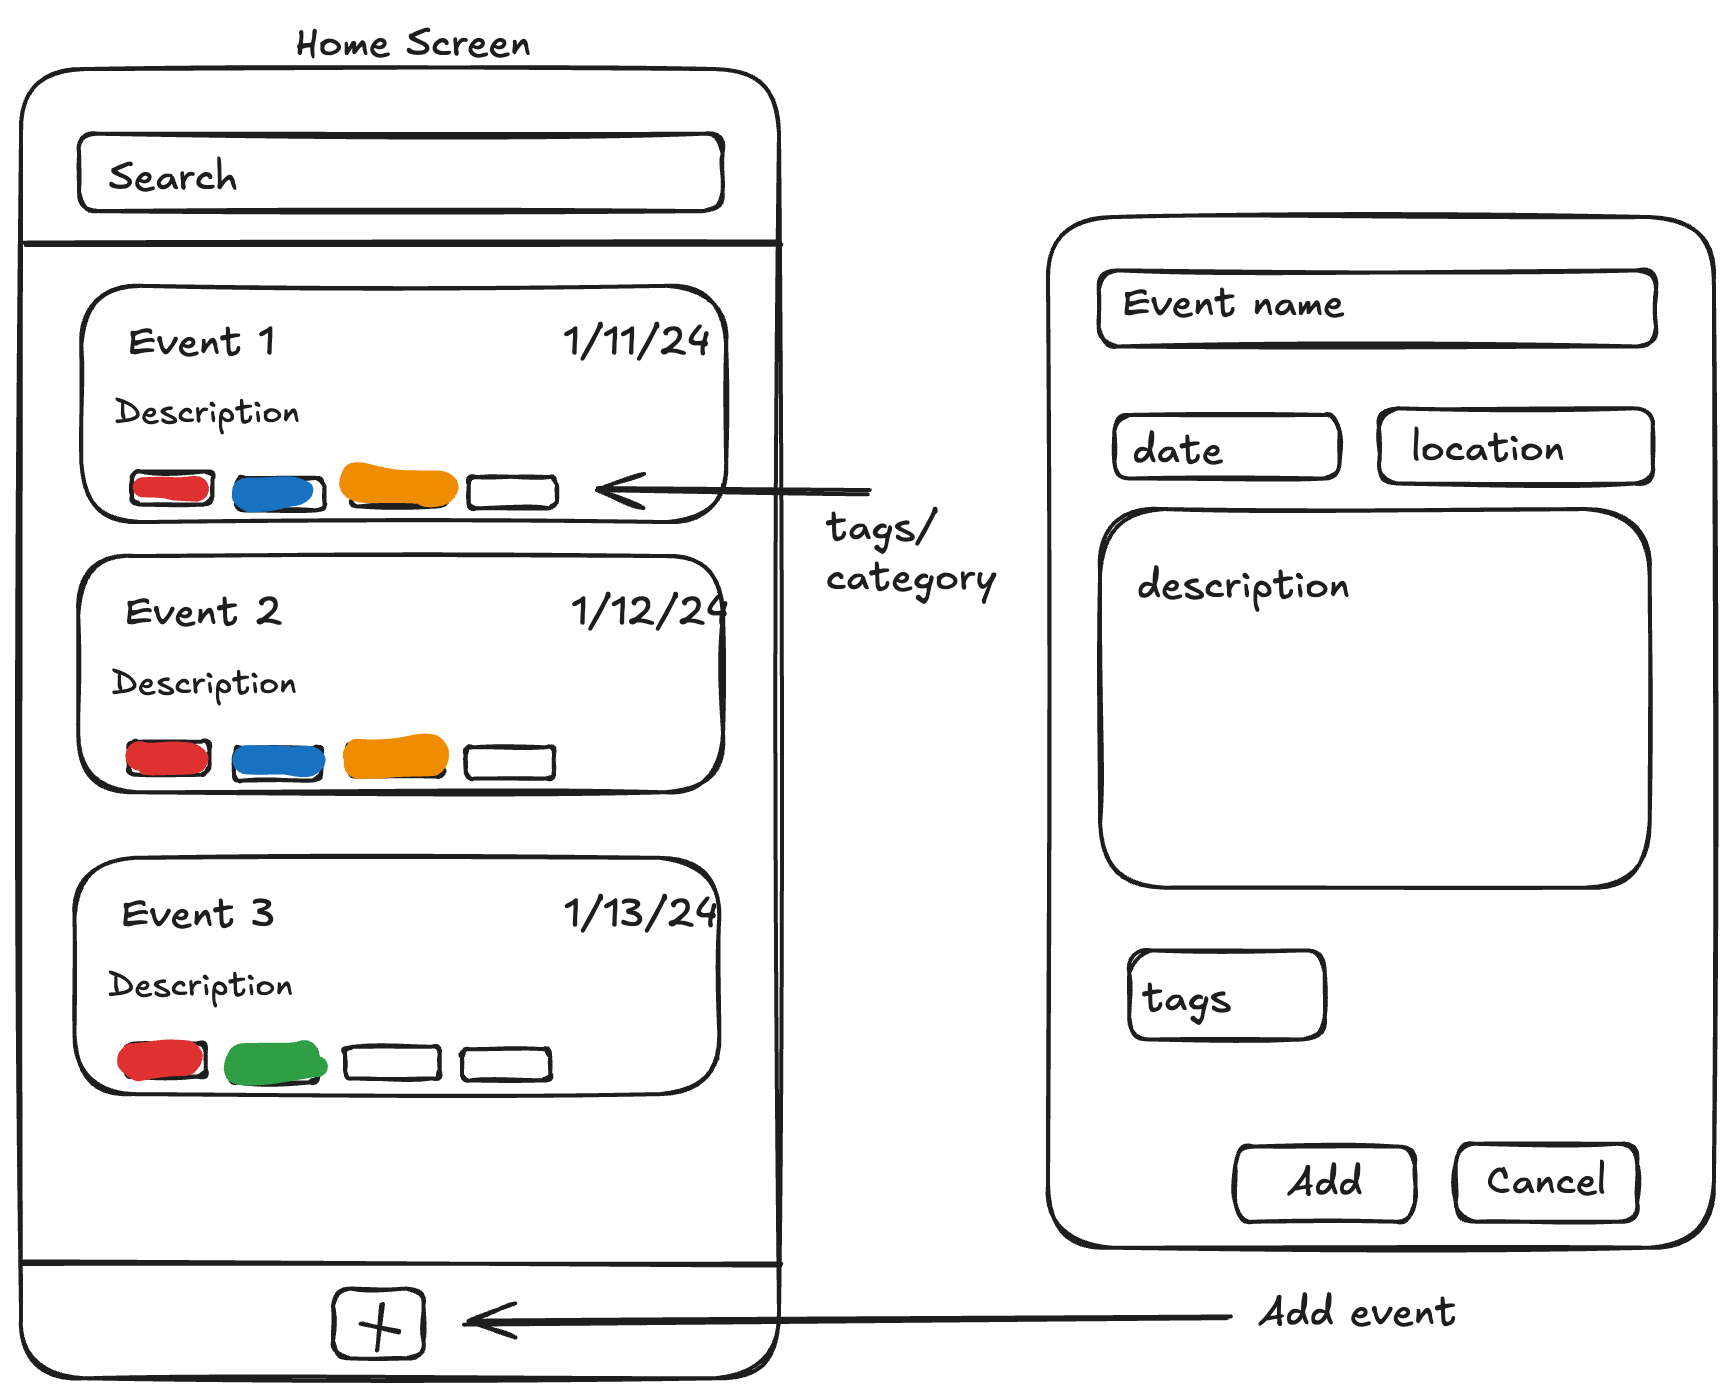 Home Screen
Search
Event 1
1/11/24
Description
tags/
category
Event 2
1/12/24
Description
Event 3
1/13/24
Description
Event name
date
location
description
tags
Add
Cancel
Add event